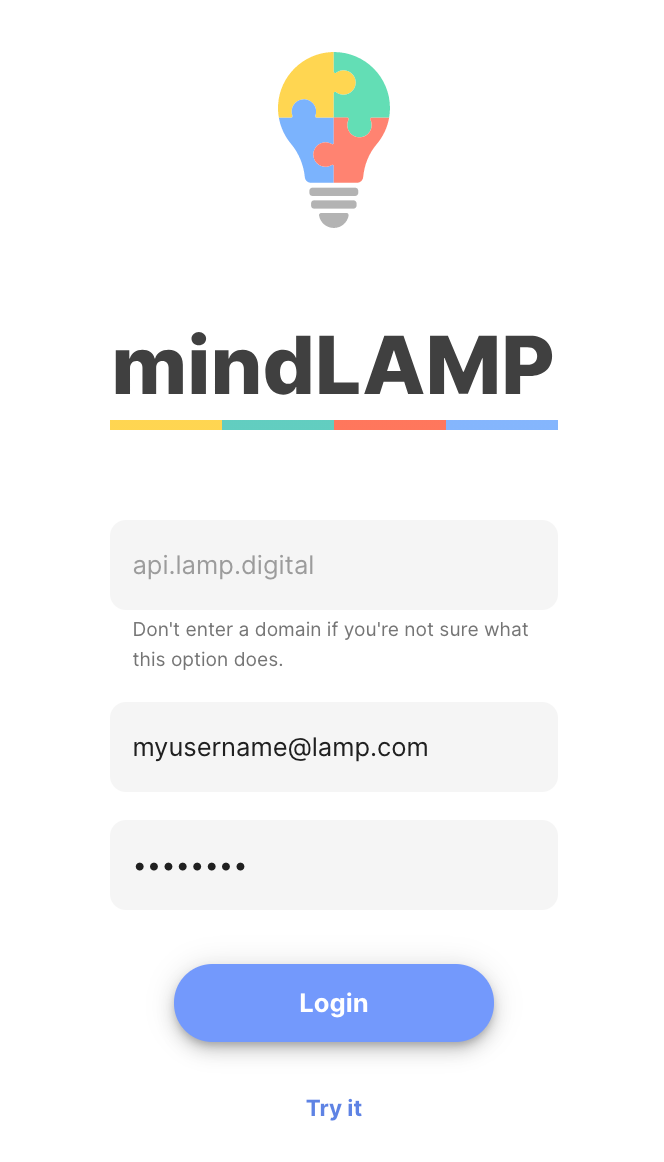 mindLAMP
api.lamp.digital
Don't enter a domain if you're not sure what
this option does.
myusername@lamp.com
••••••••
Login
Try it